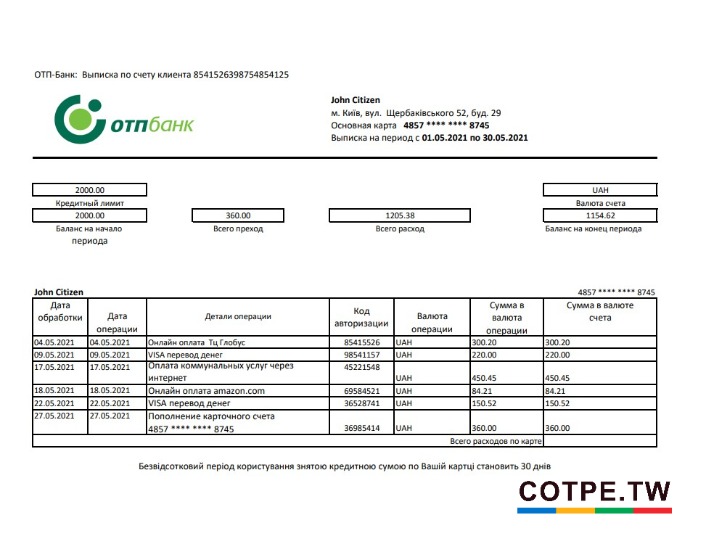 ОТП-Банк: Выписка по счету клиента 8541526398754854125
John Citizen
м. Київ, вул. Щербаківського 52, буд. 29
Основная карта 4857 **** **** 8745
Выписка на период с 01.05.2021 по 30.05.2021
отпбанк
2000.00 UAH
Кредитный лимит Валюта счета
2000.00 360.00 1205.38 1154.62
Баланс на начало периода Всего преход Всего расход Баланс на конец периода
John Citizen 4857 **** **** 8745
Дата обработки Дата операции Детали операции Код авторизации Валюта операции Сумма в валюта операции Сумма в валюте счета
04.05.2021 04.05.2021 Онлайн оплата Тц Глобус 85415526 UAH 300.20 300.20
09.05.2021 09.05.2021 VISA перевод денег 98541157 UAH 220.00 220.00
17.05.2021 17.05.2021 Оплата коммунальных услуг через интернет 45221548 UAH 450.45 450.45
18.05.2021 18.05.2021 Онлайн оплата amazon.com 69584521 UAH 84.21 84.21
22.05.2021 22.05.2021 VISA перевод денег 36528741 UAH 150.52 150.52
27.05.2021 27.05.2021 Пополнение карточного счета 4857 **** **** 8745 36985414 UAH 360.00 360.00
Всего расходов по карте
Безвідсотковий період користування знятою кредитною сумою по Вашій картці становить 30 днів
COTPE.TW